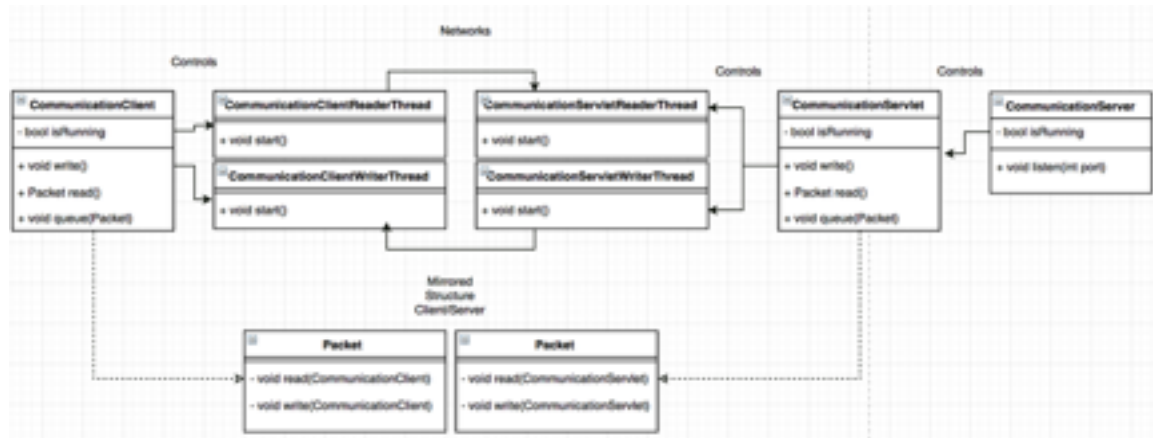 Networks
Controls
Controls
Controls
CommunicationClient
- bool isRunning
+ void write()
+ Packet read()
+ void queue(Packet)
CommunicationClientReaderThread
+ void start()
CommunicationClientWriterThread
+ void start()
CommunicationServletReaderThread
+ void start()
CommunicationServletWriterThread
+ void start()
CommunicationServlet
- bool isRunning
+ void write()
+ Packet read()
+ void queue(Packet)
CommunicationServer
- bool isRunning
+ void listen(int port)
Mirrored
Structure
Client/Server
Packet
- void read(CommunicationClient)
- void write(CommunicationClient)
Packet
- void read(CommunicationServlet)
- void write(CommunicationServlet)